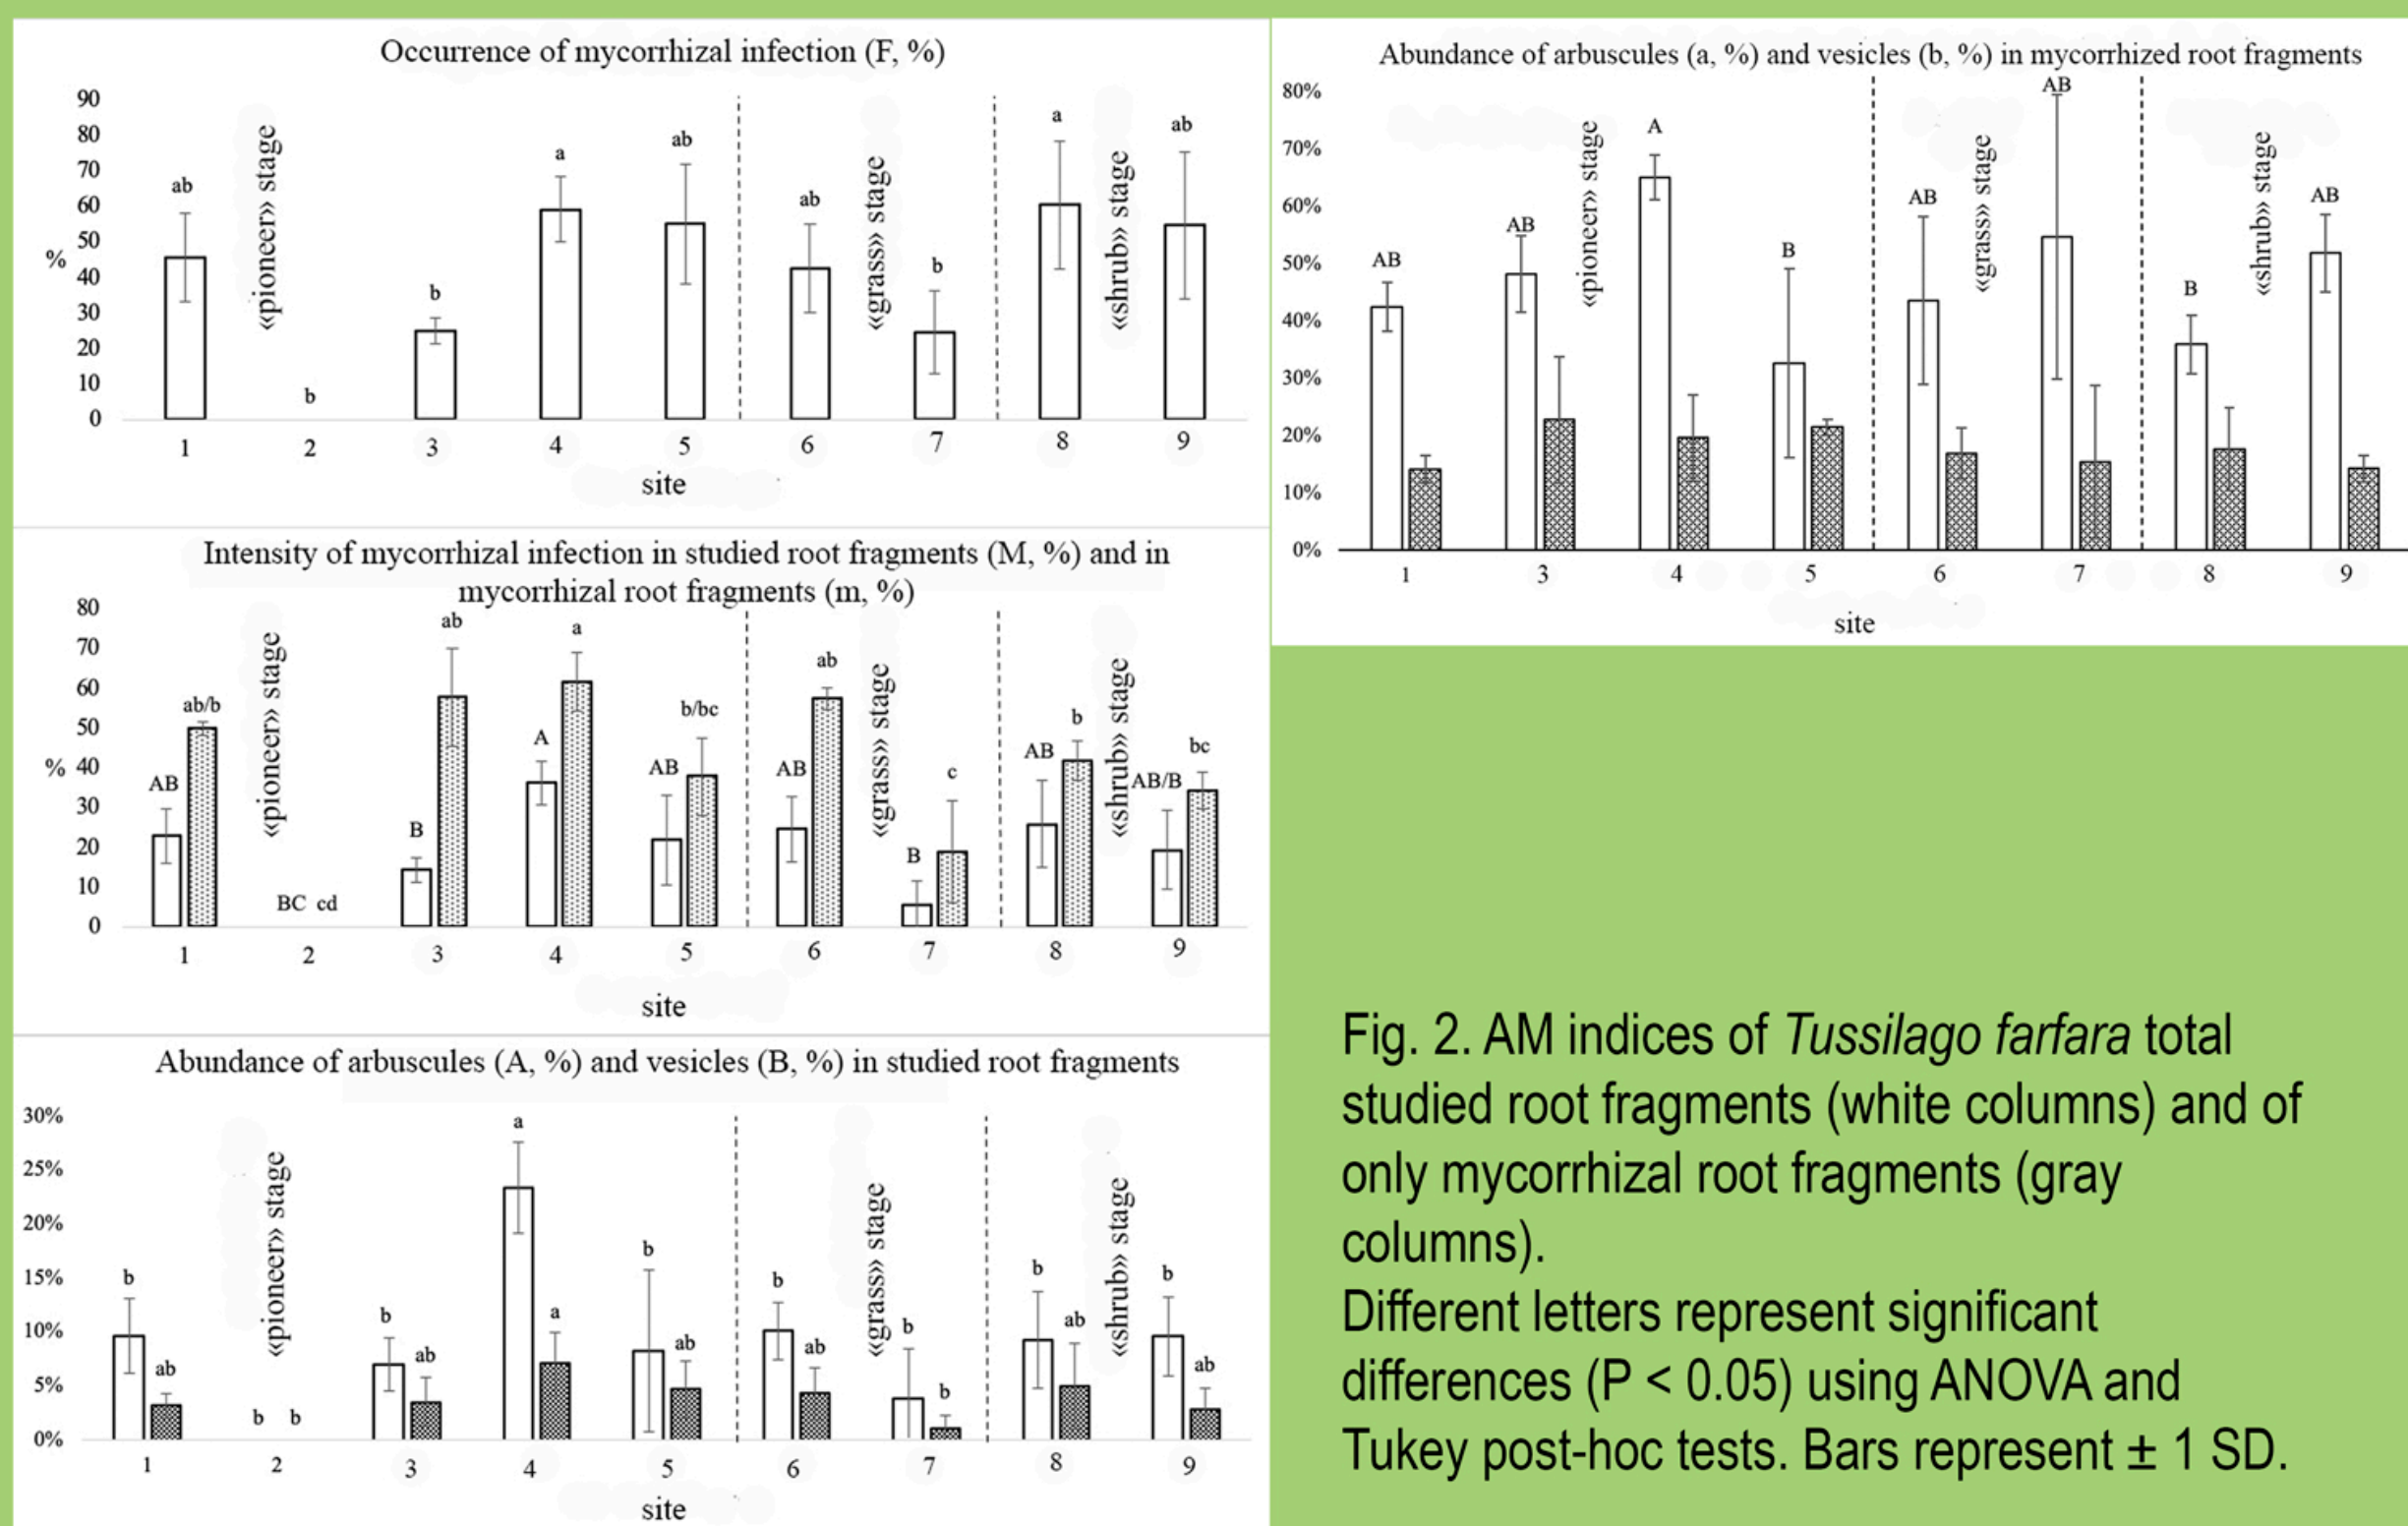 Occurrence of mycorrhizal infection (F, %)
90
80
70
60
50
%
40
30
20
10
0
ab
b
b
a
ab
ab
b
a
ab
«pioneer» stage
«grass» stage
«shrub» stage
1 2 3 4 5 6 7 8 9
site
Intensity of mycorrhizal infection in studied root fragments (M, %) and in
mycorrhizal root fragments (m, %)
80
70
60
50
%
40
30
20
10
0
AB ab/b
BC cd
B ab
A a
AB b/bc
AB ab
B c
AB b
AB/B bc
«pioneer» stage
«grass» stage
«shrub» stage
1 2 3 4 5 6 7 8 9
site
Abundance of arbuscules (A, %) and vesicles (B, %) in studied root fragments
30%
25%
20%
15%
10%
5%
0%
b ab
b b
b ab
a a
b ab
b ab
b b
b ab
b ab
«pioneer» stage
«grass» stage
«shrub» stage
1 2 3 4 5 6 7 8 9
site
Abundance of arbuscules (a, %) and vesicles (b, %) in mycorrhized root fragments
80%
70%
60%
50%
40%
30%
20%
10%
0%
AB
AB
A
B
AB
AB
B
AB
«pioneer» stage
«grass» stage
«shrub» stage
1 3 4 5 6 7 8 9
site
Fig. 2. AM indices of Tussilago farfara total
studied root fragments (white columns) and of
only mycorrhizal root fragments (gray
columns).
Different letters represent significant
differences (P < 0.05) using ANOVA and
Tukey post-hoc tests. Bars represent ± 1 SD.